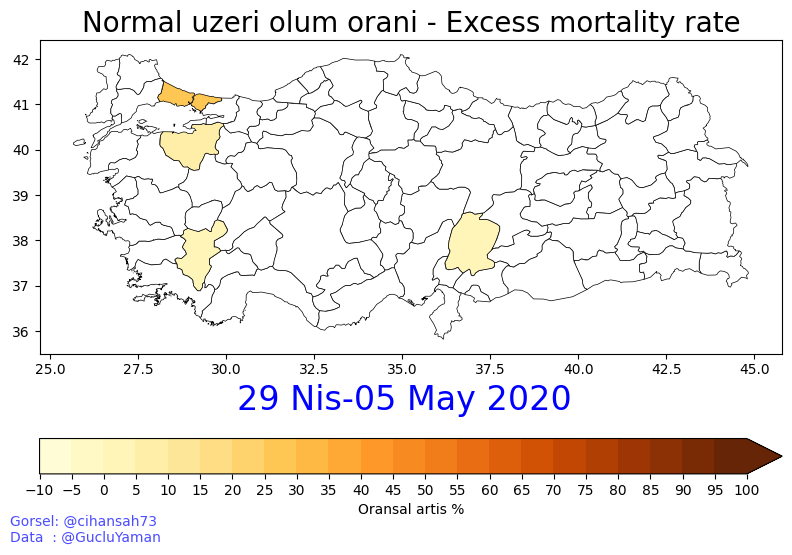 Normal uzeri olum orani - Excess mortality rate
42
41
40
39
38
37
36
25.0 27.5 30.0 32.5 35.0 37.5 40.0 42.5 45.0
29 Nis-05 May 2020
−10 −5 0 5 10 15 20 25 30 35 40 45 50 55 60 65 70 75 80 85 90 95 100
Oransal artis %
Gorsel: @cihansah73
Data : @GucluYaman